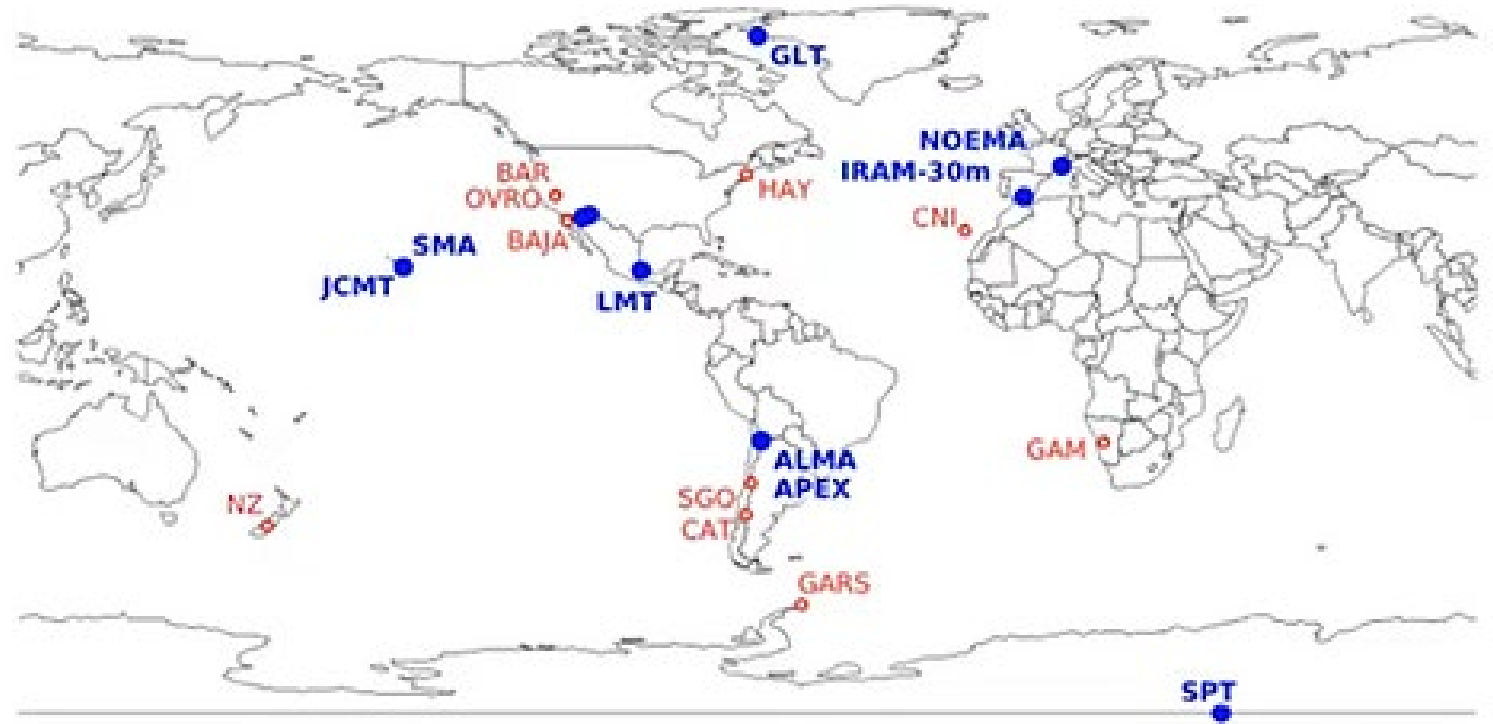 GLT
NOEMA
IRAM-30m
BAR
OVRO
HAY
CNI
BAJA
SMA
JCMT
LMT
GAM
ALMA
APEX
SGO
CAT
NZ
GARS
SPT